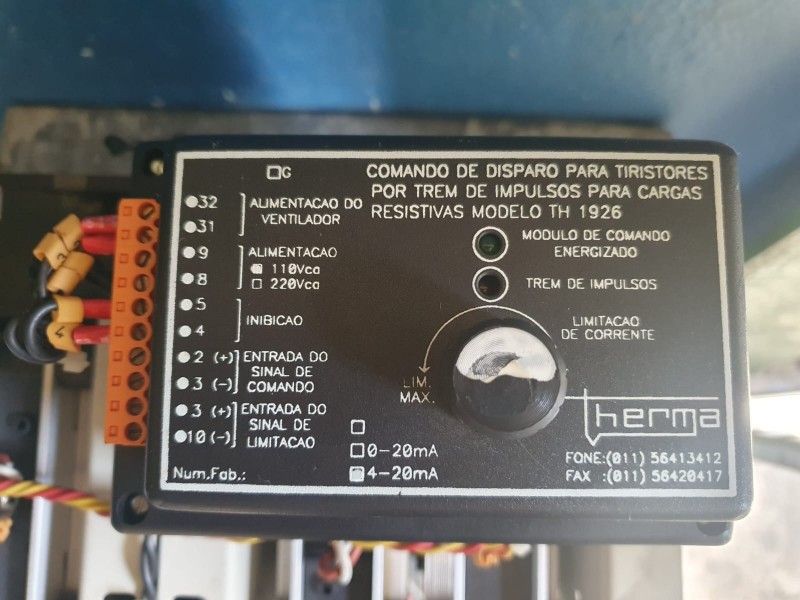 G
COMANDO DE DISPARO PARA TIRISTORES
POR TREM DE IMPULSOS PARA CARGAS
RESISTIVAS MODELO TH 1926
32
31
ALIMENTACAO DO
VENTILADOR
MODULO DE COMANDO
ENERGIZADO
9
8
ALIMENTACAO
110Vca
220Vca
TREM DE IMPULSOS
5
4
INIBICAO
LIMITACAO
DE CORRENTE
2 (+)
3 (-)
ENTRADA DO
SINAL DE
COMANDO
LIM.
MAX.
3 (+)
10 (-)
ENTRADA DO
SINAL DE
LIMITACAO
0-20mA
4-20mA
therma
FONE:(011) 56413412
FAX :(011) 56420417
Num.Fab.:
4